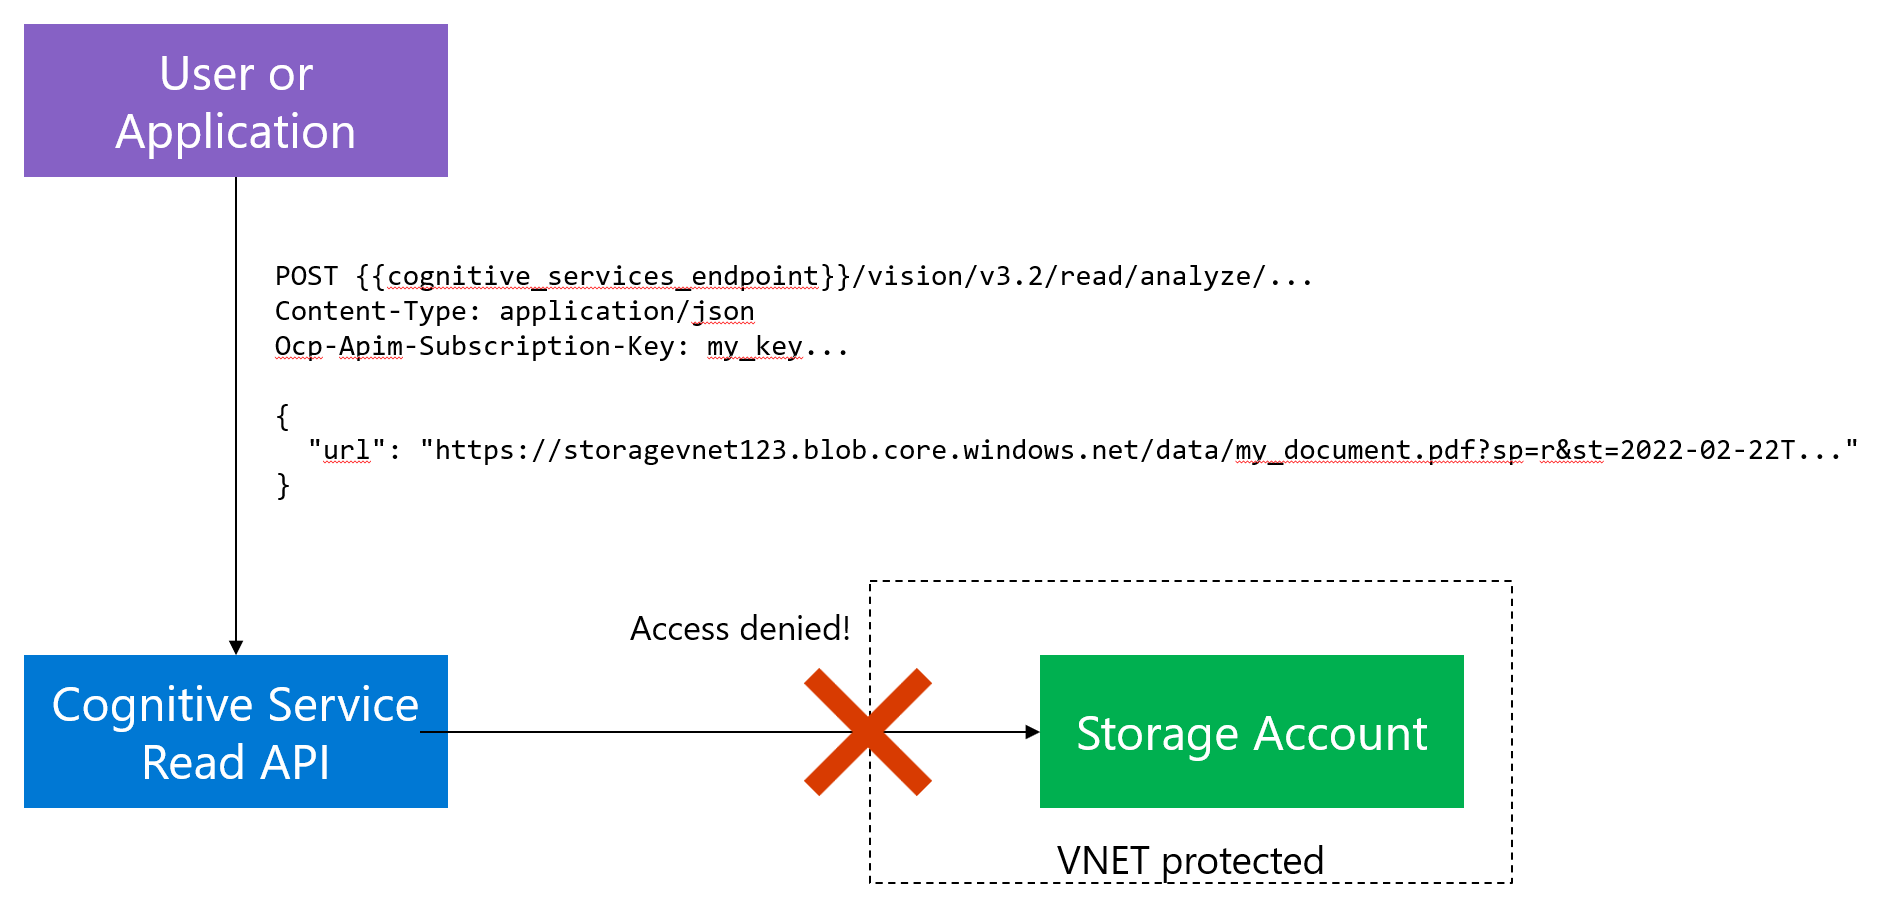 User or
Application
POST {{cognitive_services_endpoint}}/vision/v3.2/read/analyze/...
Content-Type: application/json
Ocp-Apim-Subscription-Key: my_key...
{
"url": "https://storagevnet123.blob.core.windows.net/data/my_document.pdf?sp=r&st=2022-02-22T..."
}
Access denied!
Cognitive Service
Read API
Storage Account
VNET protected